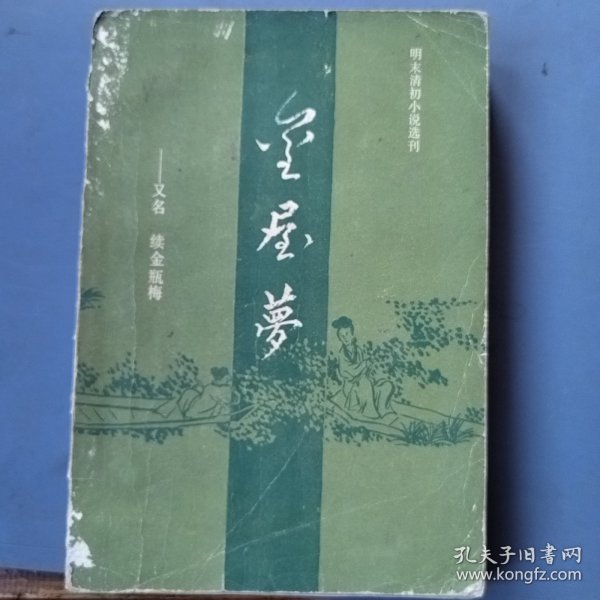 明末清初小说选刊
金屋夢
——又名 续金瓶梅
孔夫子旧书网
www.kongfz.com